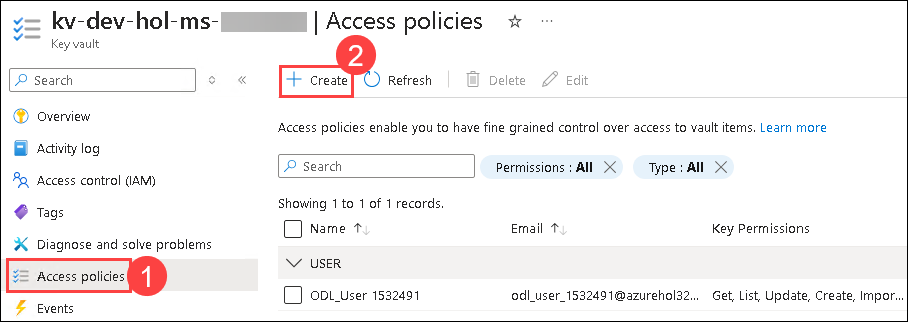 kv-dev-hol-ms- | Access policies
Key vault
Search
Overview
Activity log
Access control (IAM)
Tags
Diagnose and solve problems
Access policies 1
Events
2
Create Refresh Delete Edit
Access policies enable you to have fine grained control over access to vault items. Learn more
Search Permissions : All Type : All
Showing 1 to 1 of 1 records.
Name Email Key Permissions
USER
ODL_User 1532491 odl_user_1532491@azurehol32... Get, List, Update, Create, Impor...